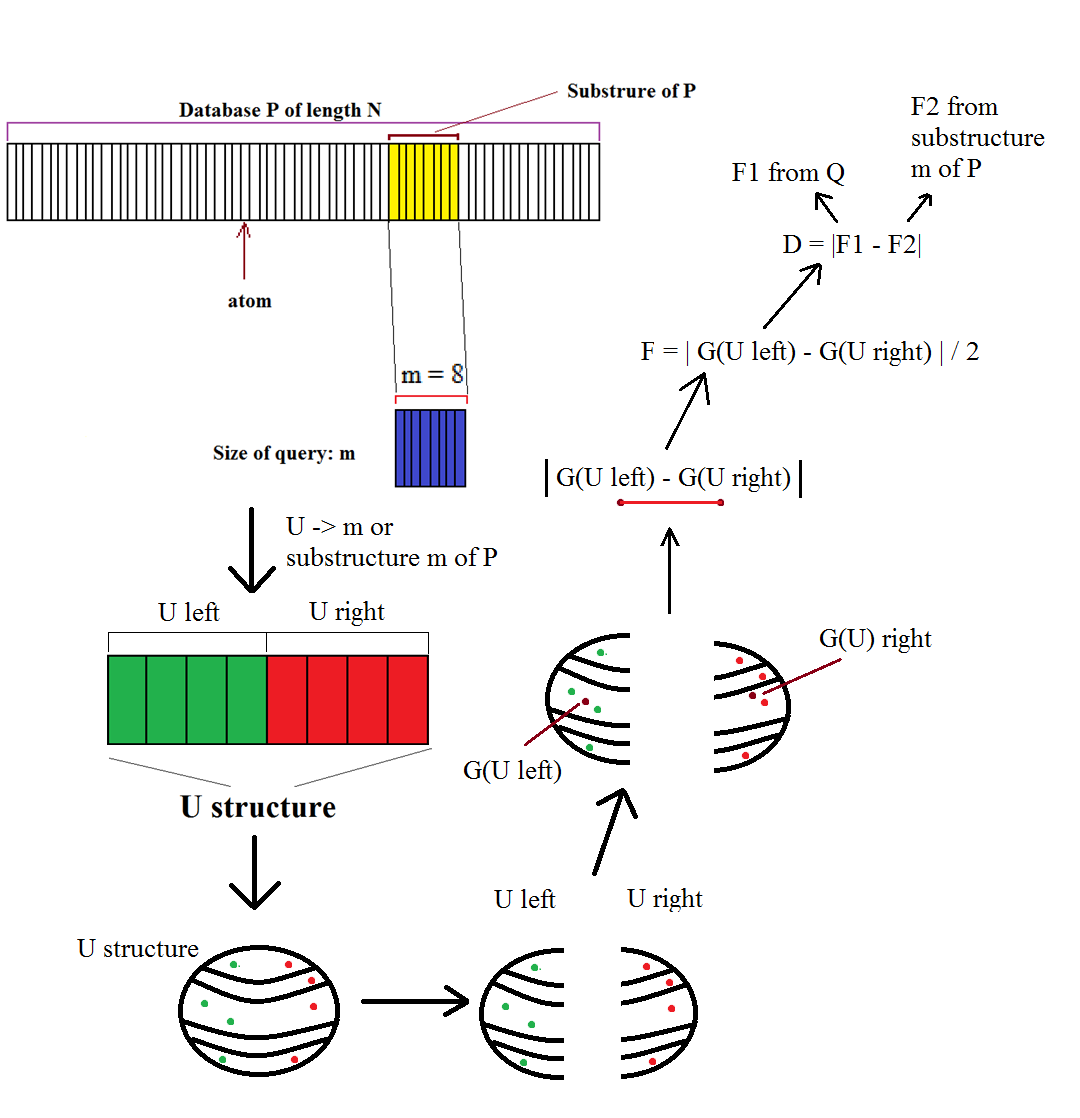 Substrure of P
Database P of length N
atom
m = 8
Size of query: m
U -> m or
substructure m of P
U left
U right
U structure
U structure
U left
U right
G(U left)
G(U) right
G(U left) - G(U right)
F = | G(U left) - G(U right) | / 2
D = |F1 - F2|
F1 from Q
F2 from
substructure
m of P